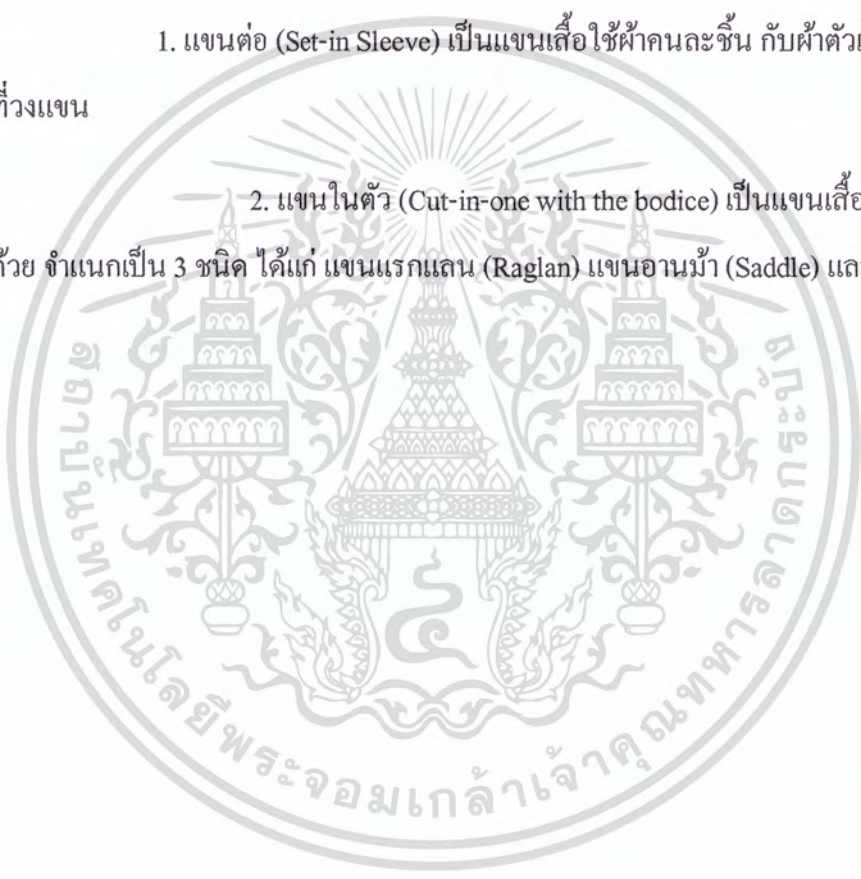 1. แขนต่อ (Set-in Sleeve) เป็นแขนเสื้อใช้ผ้าคนละชิ้น กับผ้าตัว
ที่วงแขน
2. แขนในตัว (Cut-in-one with the bodice) เป็นแขนเสื้อ
ด้วย จำแนกเป็น 3 ชนิด ได้แก่ แขนแรกแลน (Raglan) แขนอานม้า (Saddle) และ
สถาบันเทคโนโลยีพระจอมเกล้าเจ้าคุณทหารลาดกระบัง
๔